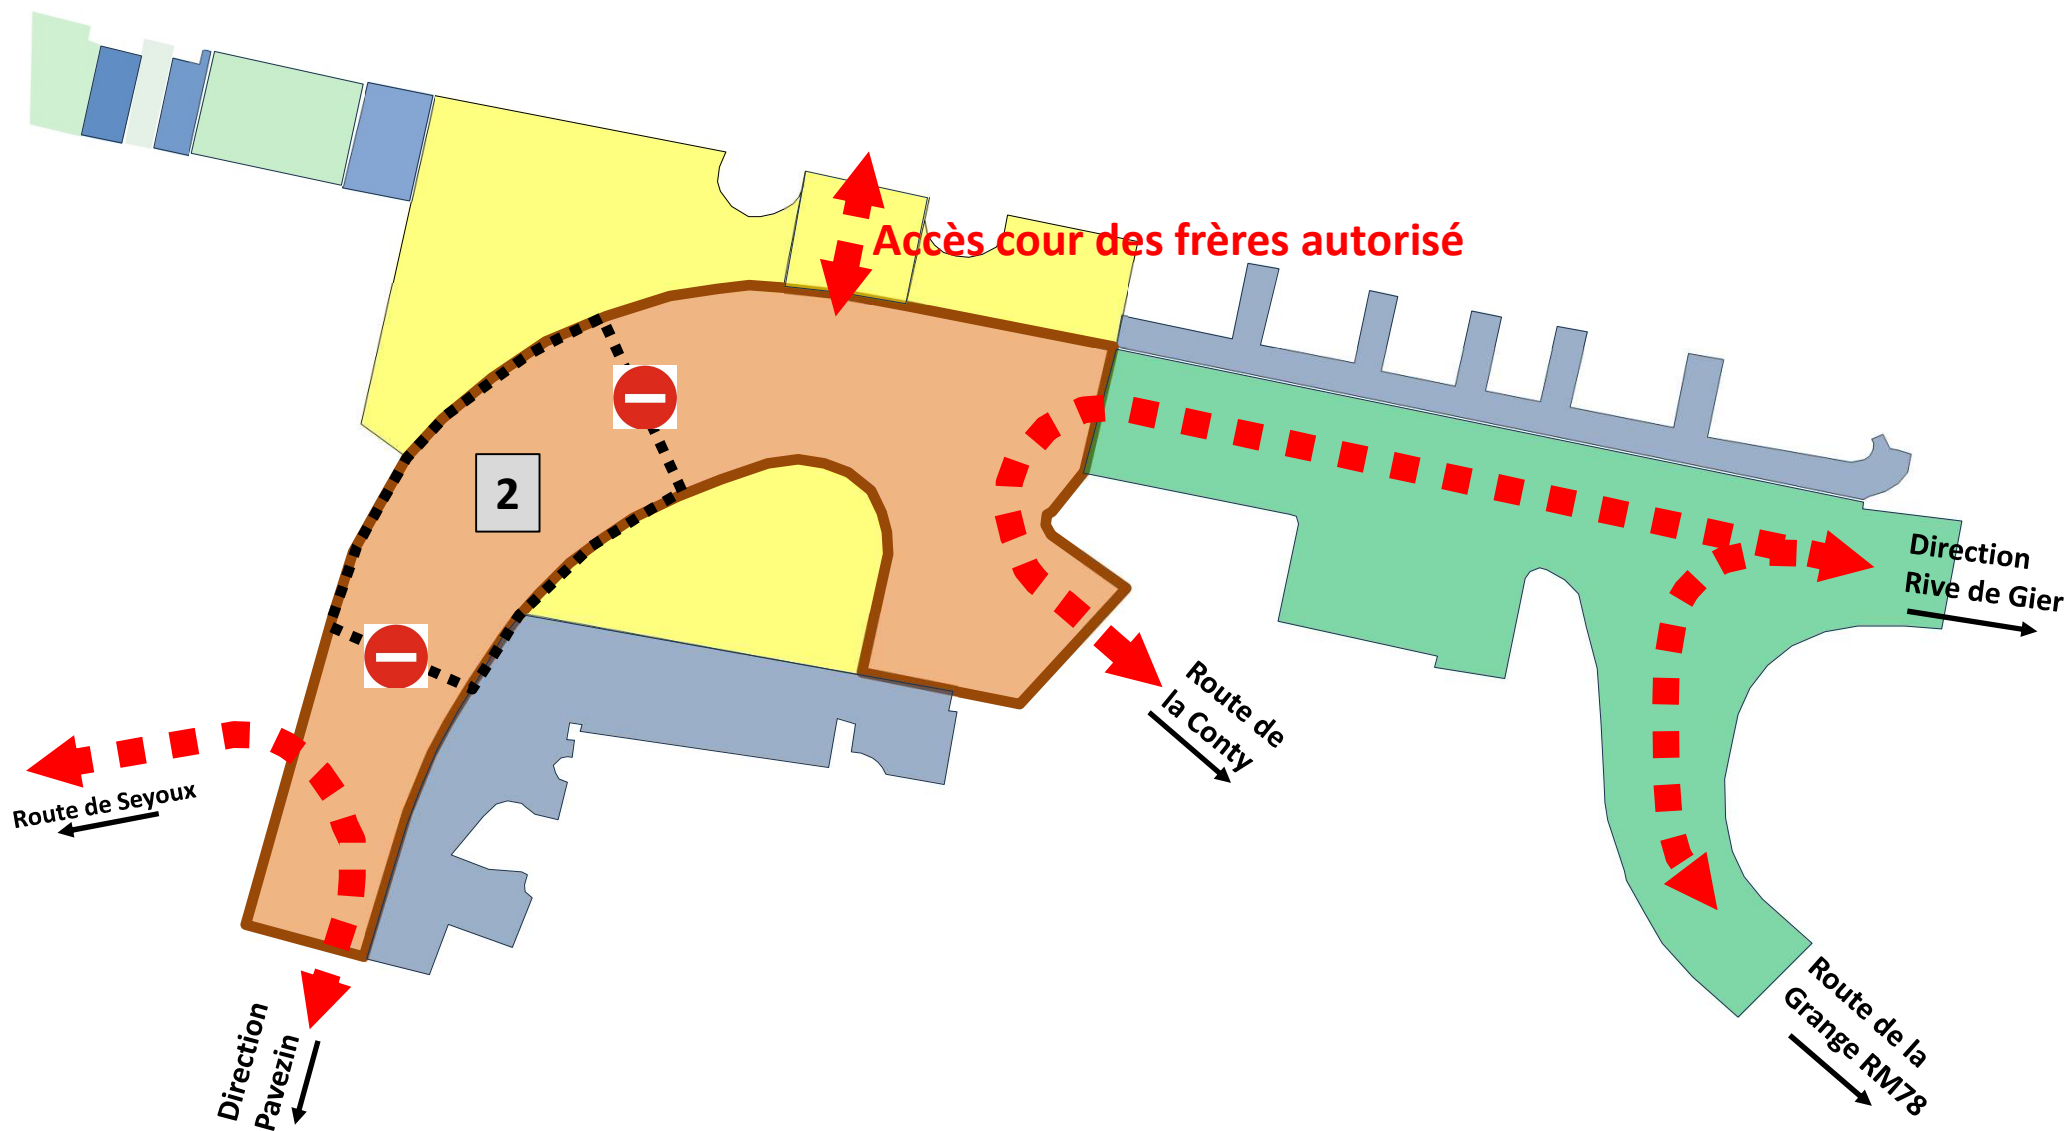 Accès cour des frères autorisé
2
Direction
Rive de Gier
Route de
la Conty
Route de Seyoux
Route de la
Grange RM78
Direction
Pavezin